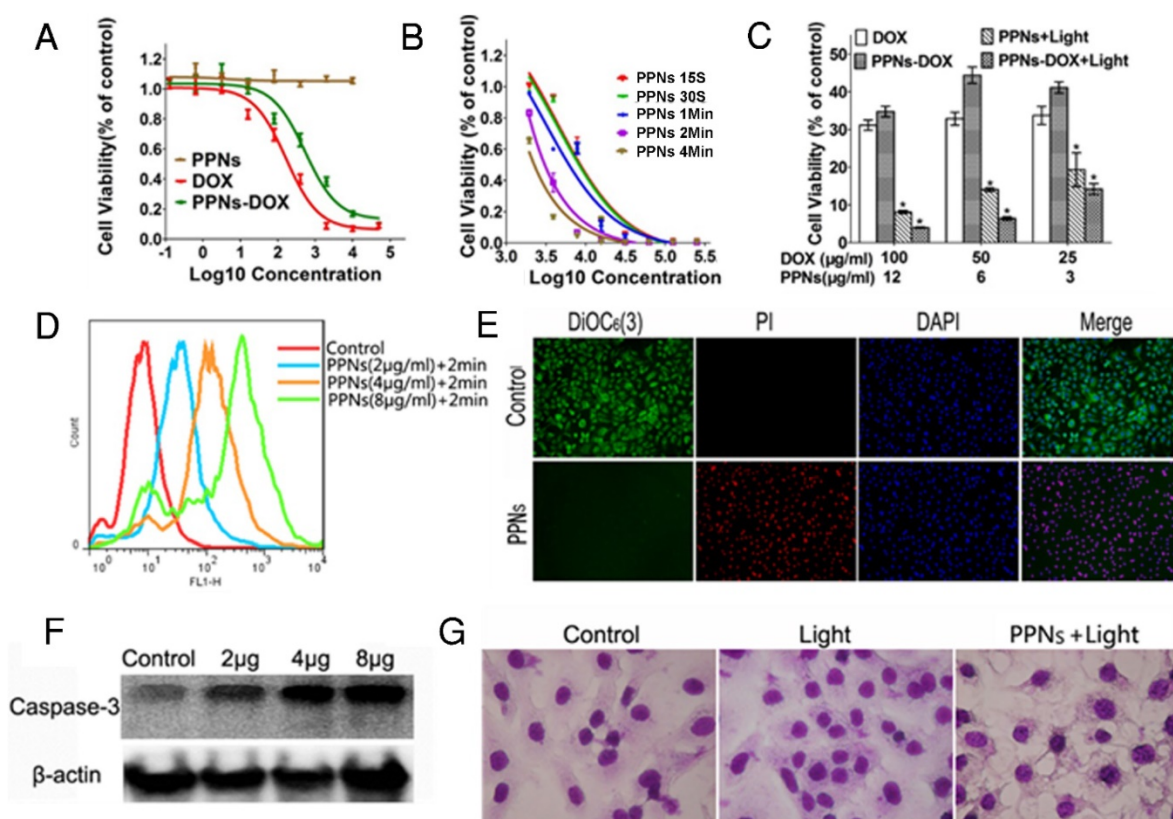 A
Cell Viability(% of control)
1.2
1.0
0.8
0.6
0.4
0.2
0.0
PPNs
DOX
PPNs-DOX
-1 0 1 2 3 4 5
Log10 Concentration
B
Cell Viability (% of control)
1.2
1.0
0.8
0.6
0.4
0.2
0.0
PPNs 15S
PPNs 30S
PPNs 1Min
PPNs 2Min
PPNs 4Min
3.0 3.5 4.0 4.5 5.0 5.5
Log10 Concentration
C
Cell Viability (% of control)
60
50
40
30
20
10
0
DOX PPNs+Light
PPNs-DOX PPNs-DOX+Light
* * * * * *
DOX (μg/ml) 100 50 25
PPNs(μg/ml) 12 6 3
D
Count
0
Control
PPNs(2μg/ml)+2min
PPNs(4μg/ml)+2min
PPNs(8μg/ml)+2min
10⁰ 10¹ 10² 10³ 10⁴
FL1-H
E
DiOC₆(3) PI DAPI Merge
Control
PPNs
F
Control 2μg 4μg 8μg
Caspase-3
β-actin
G
Control Light PPNs +Light